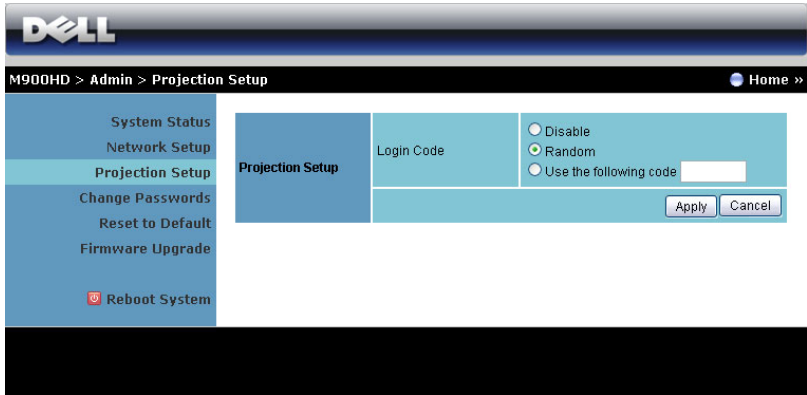 DELL
M900HD > Admin > Projection Setup
Home »
System Status
Network Setup
Projection Setup
Change Passwords
Reset to Default
Firmware Upgrade
Reboot System
Projection Setup
Login Code
Disable
Random
Use the following code
Apply
Cancel